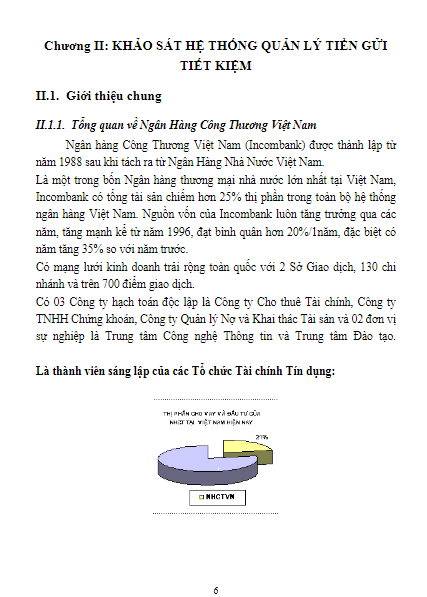 Chương II: KHẢO SÁT HỆ THỐNG QUẢN LÝ TIỀN GỬI
TIẾT KIỆM
II.1. Giới thiệu chung
II.1.1. Tổng quan về Ngân Hàng Công Thương Việt Nam
Ngân hàng Công Thương Việt Nam (Incombank) được thành lập từ
năm 1988 sau khi tách ra từ Ngân Hàng Nhà Nước Việt Nam.
Là một trong bốn Ngân hàng thương mại nhà nước lớn nhất tại Việt Nam,
Incombank có tổng tài sản chiếm hơn 25% thị phần trong toàn bộ hệ thống
ngân hàng Việt Nam. Nguồn vốn của Incombank luôn tăng trưởng qua các
năm, tăng mạnh kể từ năm 1996, đạt bình quân hơn 20%/1năm, đặc biệt có
năm tăng 35% so với năm trước.
Có mạng lưới kinh doanh trải rộng toàn quốc với 2 Sở Giao dịch, 130 chi
nhánh và trên 700 điểm giao dịch.
Có 03 Công ty hạch toán độc lập là Công ty Cho thuê Tài chính, Công ty
TNHH Chứng khoán, Công ty Quản lý Nợ và Khai thác Tài sản và 02 đơn vị
sự nghiệp là Trung tâm Công nghệ Thông tin và Trung tâm Đào tạo.
Là thành viên sáng lập của các Tổ chức Tài chính Tín dụng:
THỊ PHẦN CHO VAY VÀ ĐẦU TƯ CỦA
NHCT TẠI VIỆT NAM HIỆN NAY
21%
NHCTVN
6